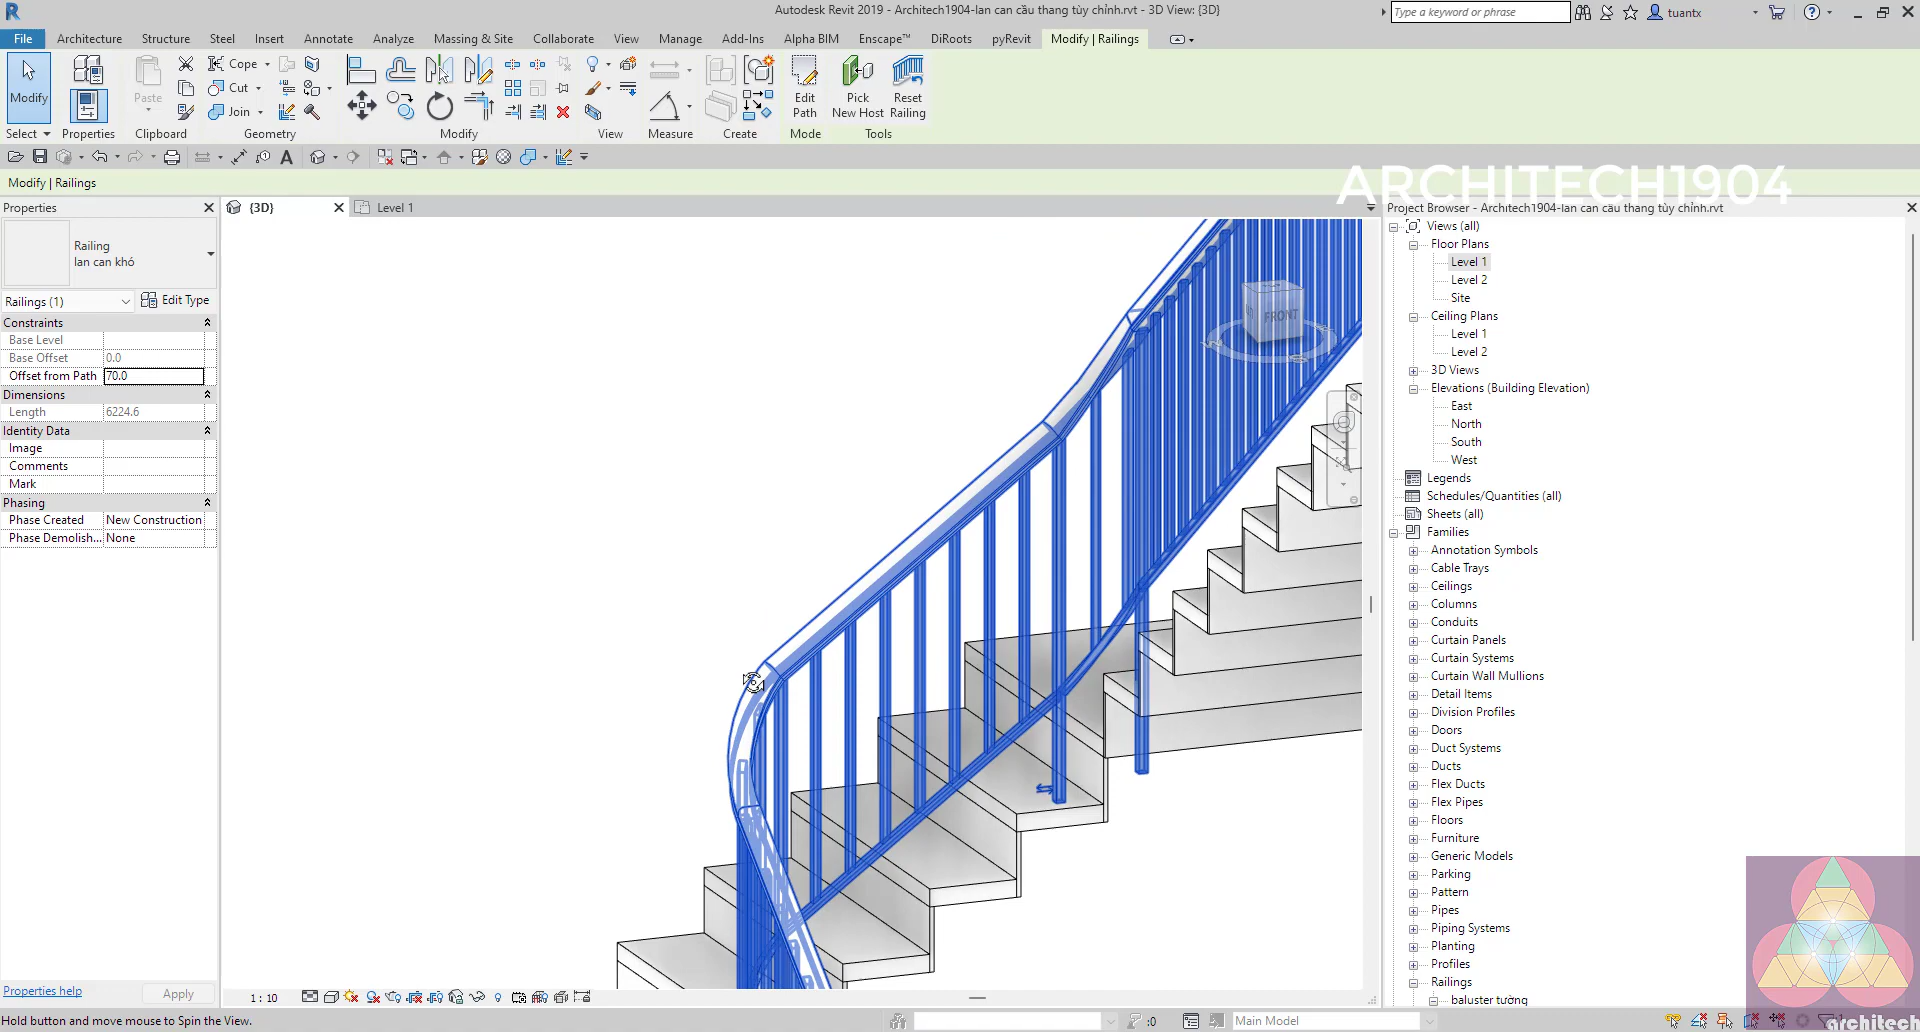 Autodesk Revit 2019 - Architech1904-lan can cầu thang tùy chỉnh.rvt - 3D View: {3D}
Type a keyword or phrase
tuantx
File Architecture Structure Steel Insert Annotate Analyze Massing & Site Collaborate View Manage Add-Ins Alpha BIM Enscape™ DiRoots pyRevit Modify | Railings
Modify
Paste
Cope
Cut
Join
Edit Path
Pick New Host
Reset Railing
Select Properties Clipboard Geometry Modify View Measure Create Mode Tools
Modify | Railings
ARCHITECH1904
Properties
{3D}
Level 1
Project Browser - Architech1904-lan can cầu thang tùy chỉnh.rvt
Railing
lan can khó
Railings (1)
Edit Type
Constraints
Base Level
Base Offset 0.0
Offset from Path 70.0
Dimensions
Length 6224.6
Identity Data
Image
Comments
Mark
Phasing
Phase Created New Construction
Phase Demolish... None
Properties help
Apply
FRONT
Views (all)
Floor Plans
Level 1
Level 2
Site
Ceiling Plans
Level 1
Level 2
3D Views
Elevations (Building Elevation)
East
North
South
West
Legends
Schedules/Quantities (all)
Sheets (all)
Families
Annotation Symbols
Cable Trays
Ceilings
Columns
Conduits
Curtain Panels
Curtain Systems
Curtain Wall Mullions
Detail Items
Division Profiles
Doors
Duct Systems
Ducts
Flex Ducts
Flex Pipes
Floors
Furniture
Generic Models
Parking
Pattern
Pipes
Piping Systems
Planting
Profiles
Railings
baluster tường
1 : 10
Hold button and move mouse to Spin the View.
:0
Main Model
architech